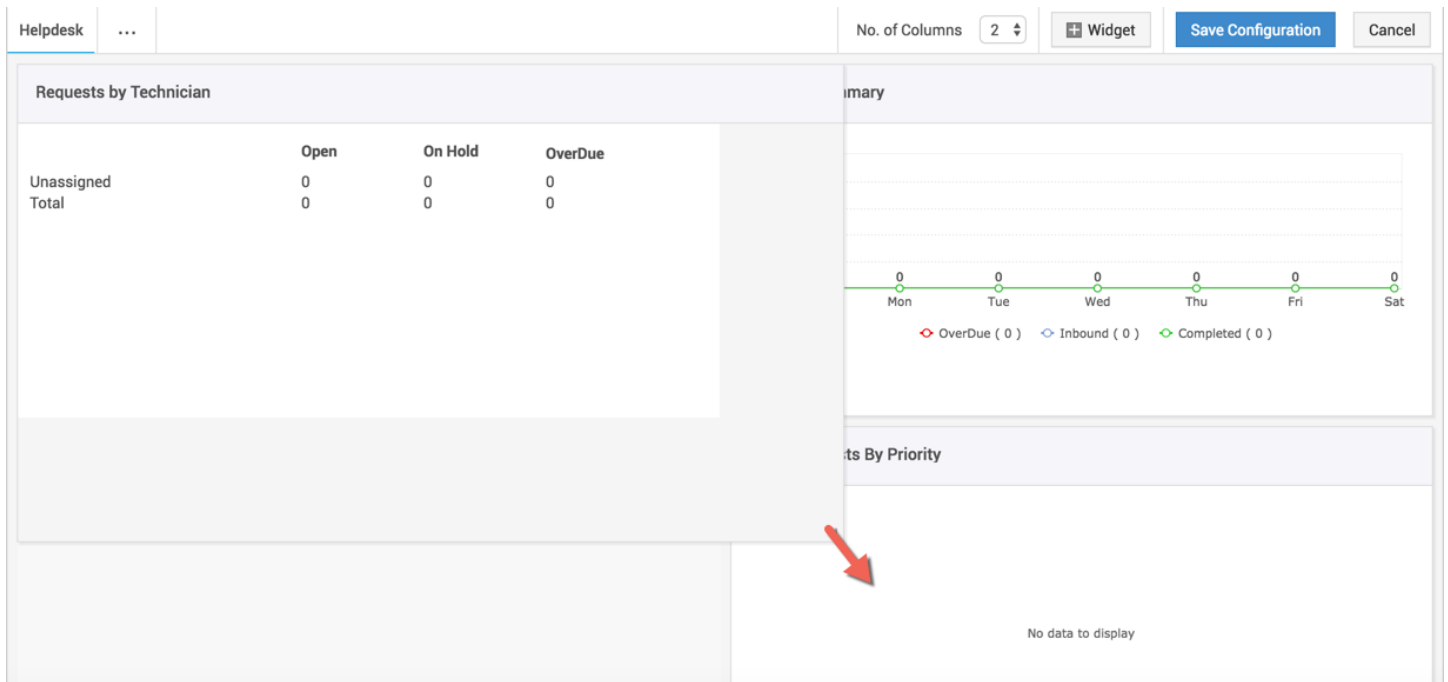 Helpdesk ... No. of Columns 2 Widget Save Configuration Cancel
Requests by Technician
Open On Hold OverDue
Unassigned 0 0 0
Total 0 0 0
mmary
0 0 0 0 0 0
Mon Tue Wed Thu Fri Sat
OverDue ( 0 ) Inbound ( 0 ) Completed ( 0 )
sts By Priority
No data to display